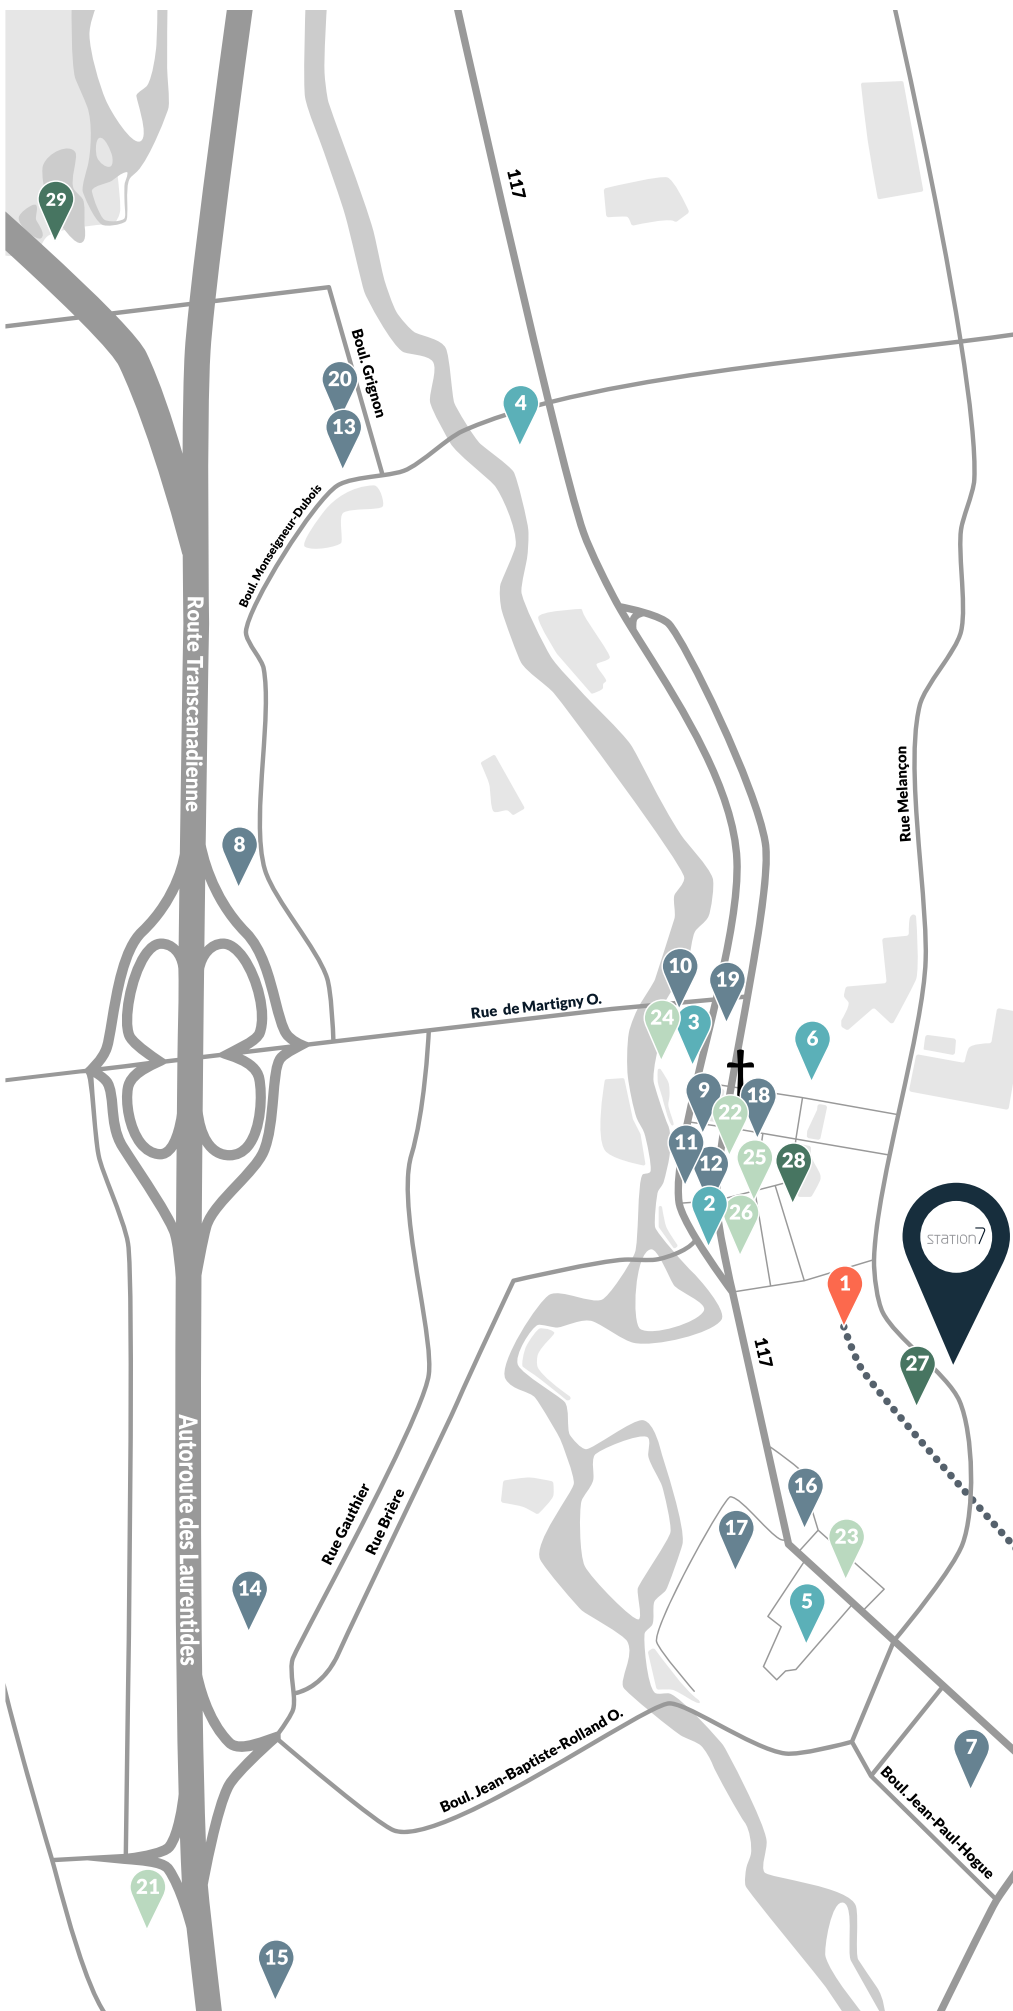 117
29
20
Boul. Grignon
4
13
Boul. Monseigneur-Dubois
Route Transcanadienne
Rue Melançon
8
10
19
Rue de Martigny O.
24
3
6
9
18
22
11
12
25
28
2
26
STATION7
1
117
27
Autoroute des Laurentides
16
Rue Gauthier
Rue Brière
17
23
14
5
Boul. Jean-Baptiste-Rolland O.
7
Boul. Jean-Paul-Hogue
21
15